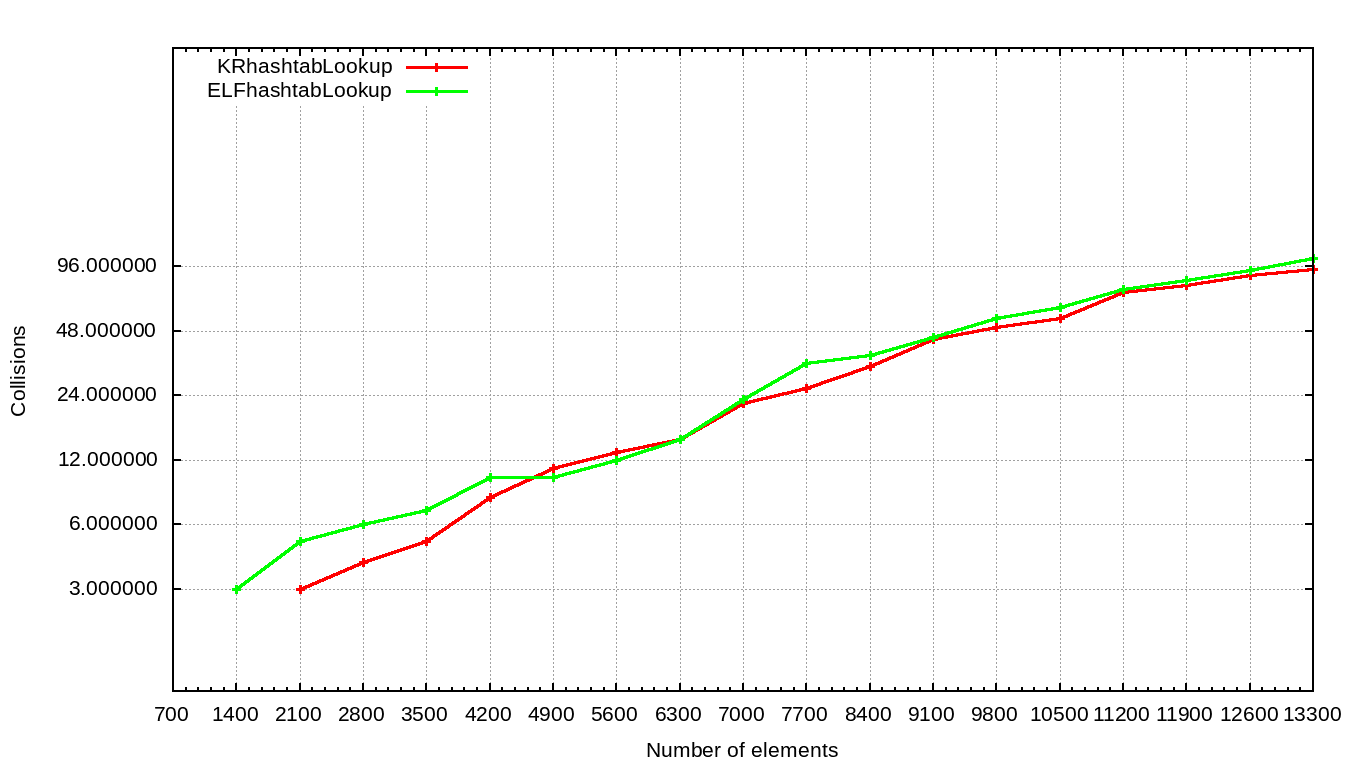 KRhashtabLookup
ELFhashtabLookup
96.000000
48.000000
24.000000
12.000000
6.000000
3.000000
Collisions
700 1400 2100 2800 3500 4200 4900 5600 6300 7000 7700 8400 9100 9800 10500 11200 11900 12600 13300
Number of elements